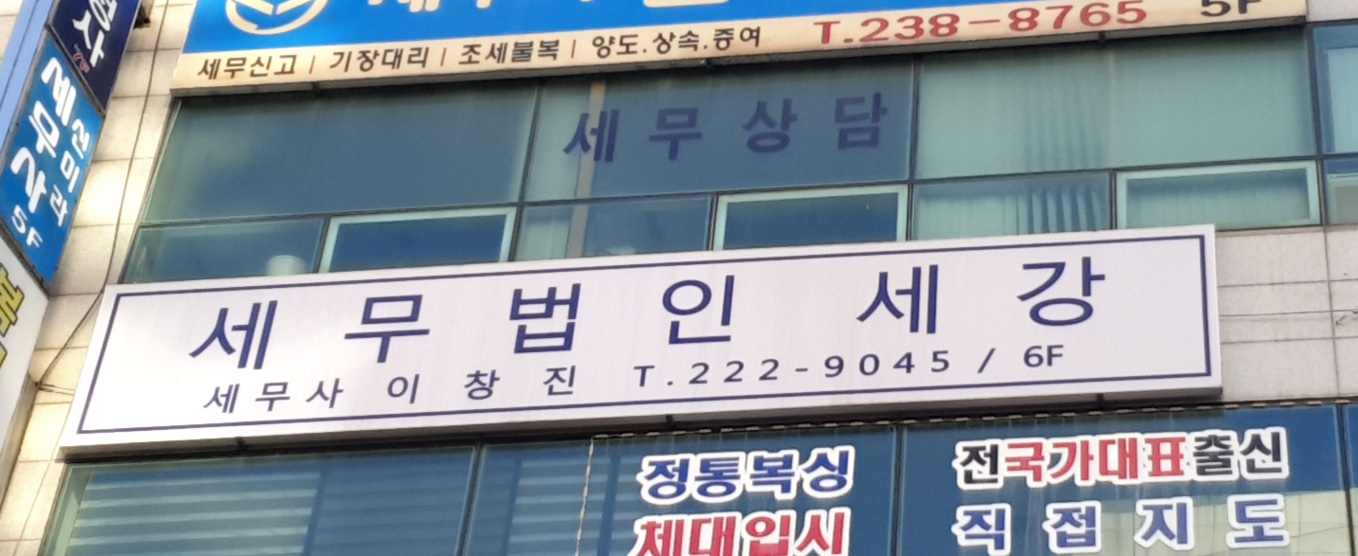 T.238-8765 5F
세무신고 | 기장대리 | 조세불복 | 양도.상속.증여
세무상담
세무사
신미라
5F
세무법인 세강
세무사 이창진 T.222-9045 / 6F
정통복싱
체대입시
전국가대표출신
직접지도